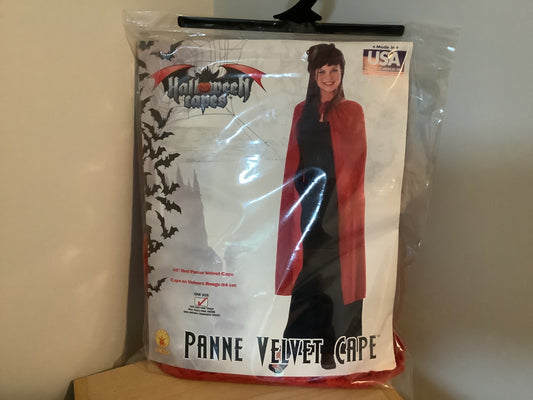 Made in
USA
Halloween
capes
45" Red Panne Velvet Cape
Cape en Velours Rouge 114 cm
ONE SIZE
PANNE VELVET CAPE